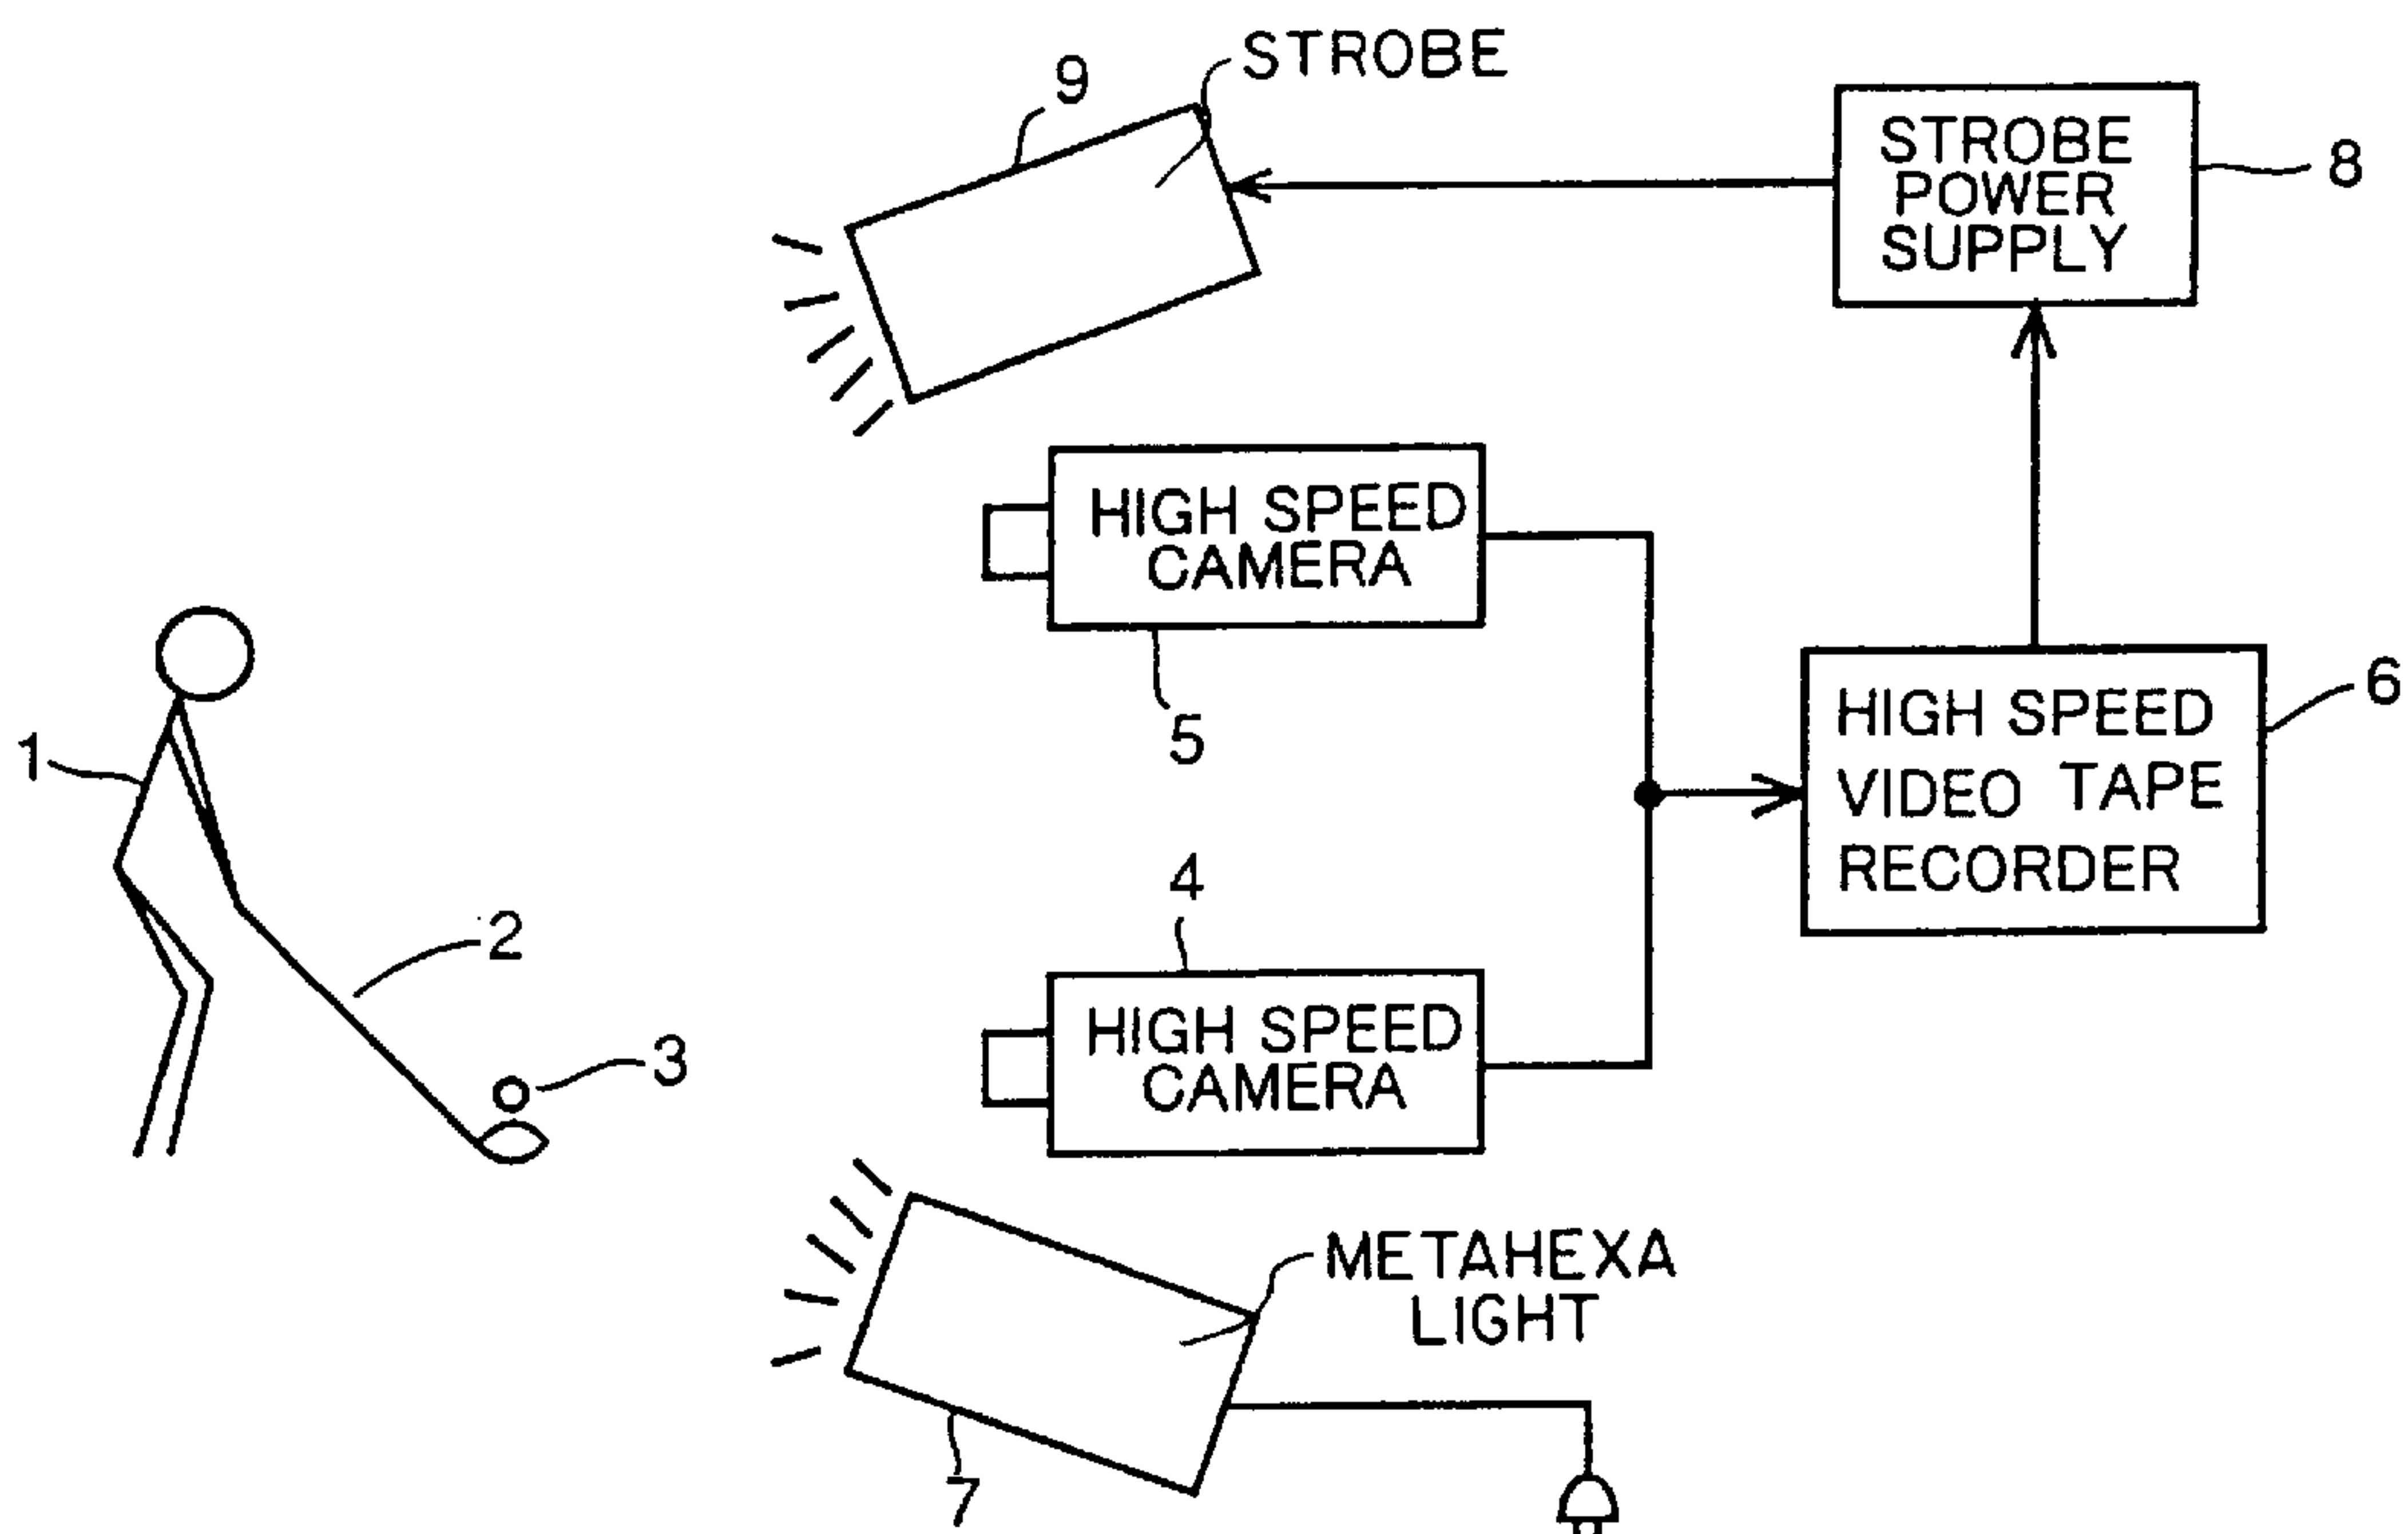 STROBE
9
STROBE
POWER
SUPPLY
8
HIGH SPEED
CAMERA
5
1
HIGH SPEED
VIDEO TAPE
RECORDER
6
4
2
HIGH SPEED
CAMERA
3
METAHEXA
LIGHT
7